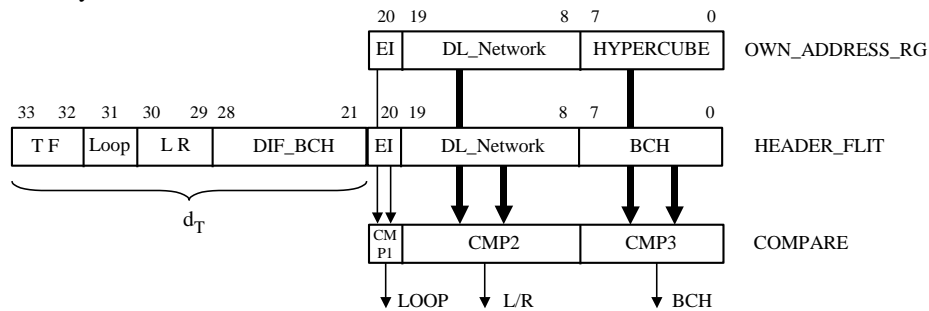 20 19 8 7 0
EI DL_Network HYPERCUBE OWN_ADDRESS_RG
33 32 31 30 29 28 21 20 19 8 7 0
T F Loop L R DIF_BCH EI DL_Network BCH HEADER_FLIT
dT
CM
P1 CMP2 CMP3 COMPARE
LOOP L/R BCH